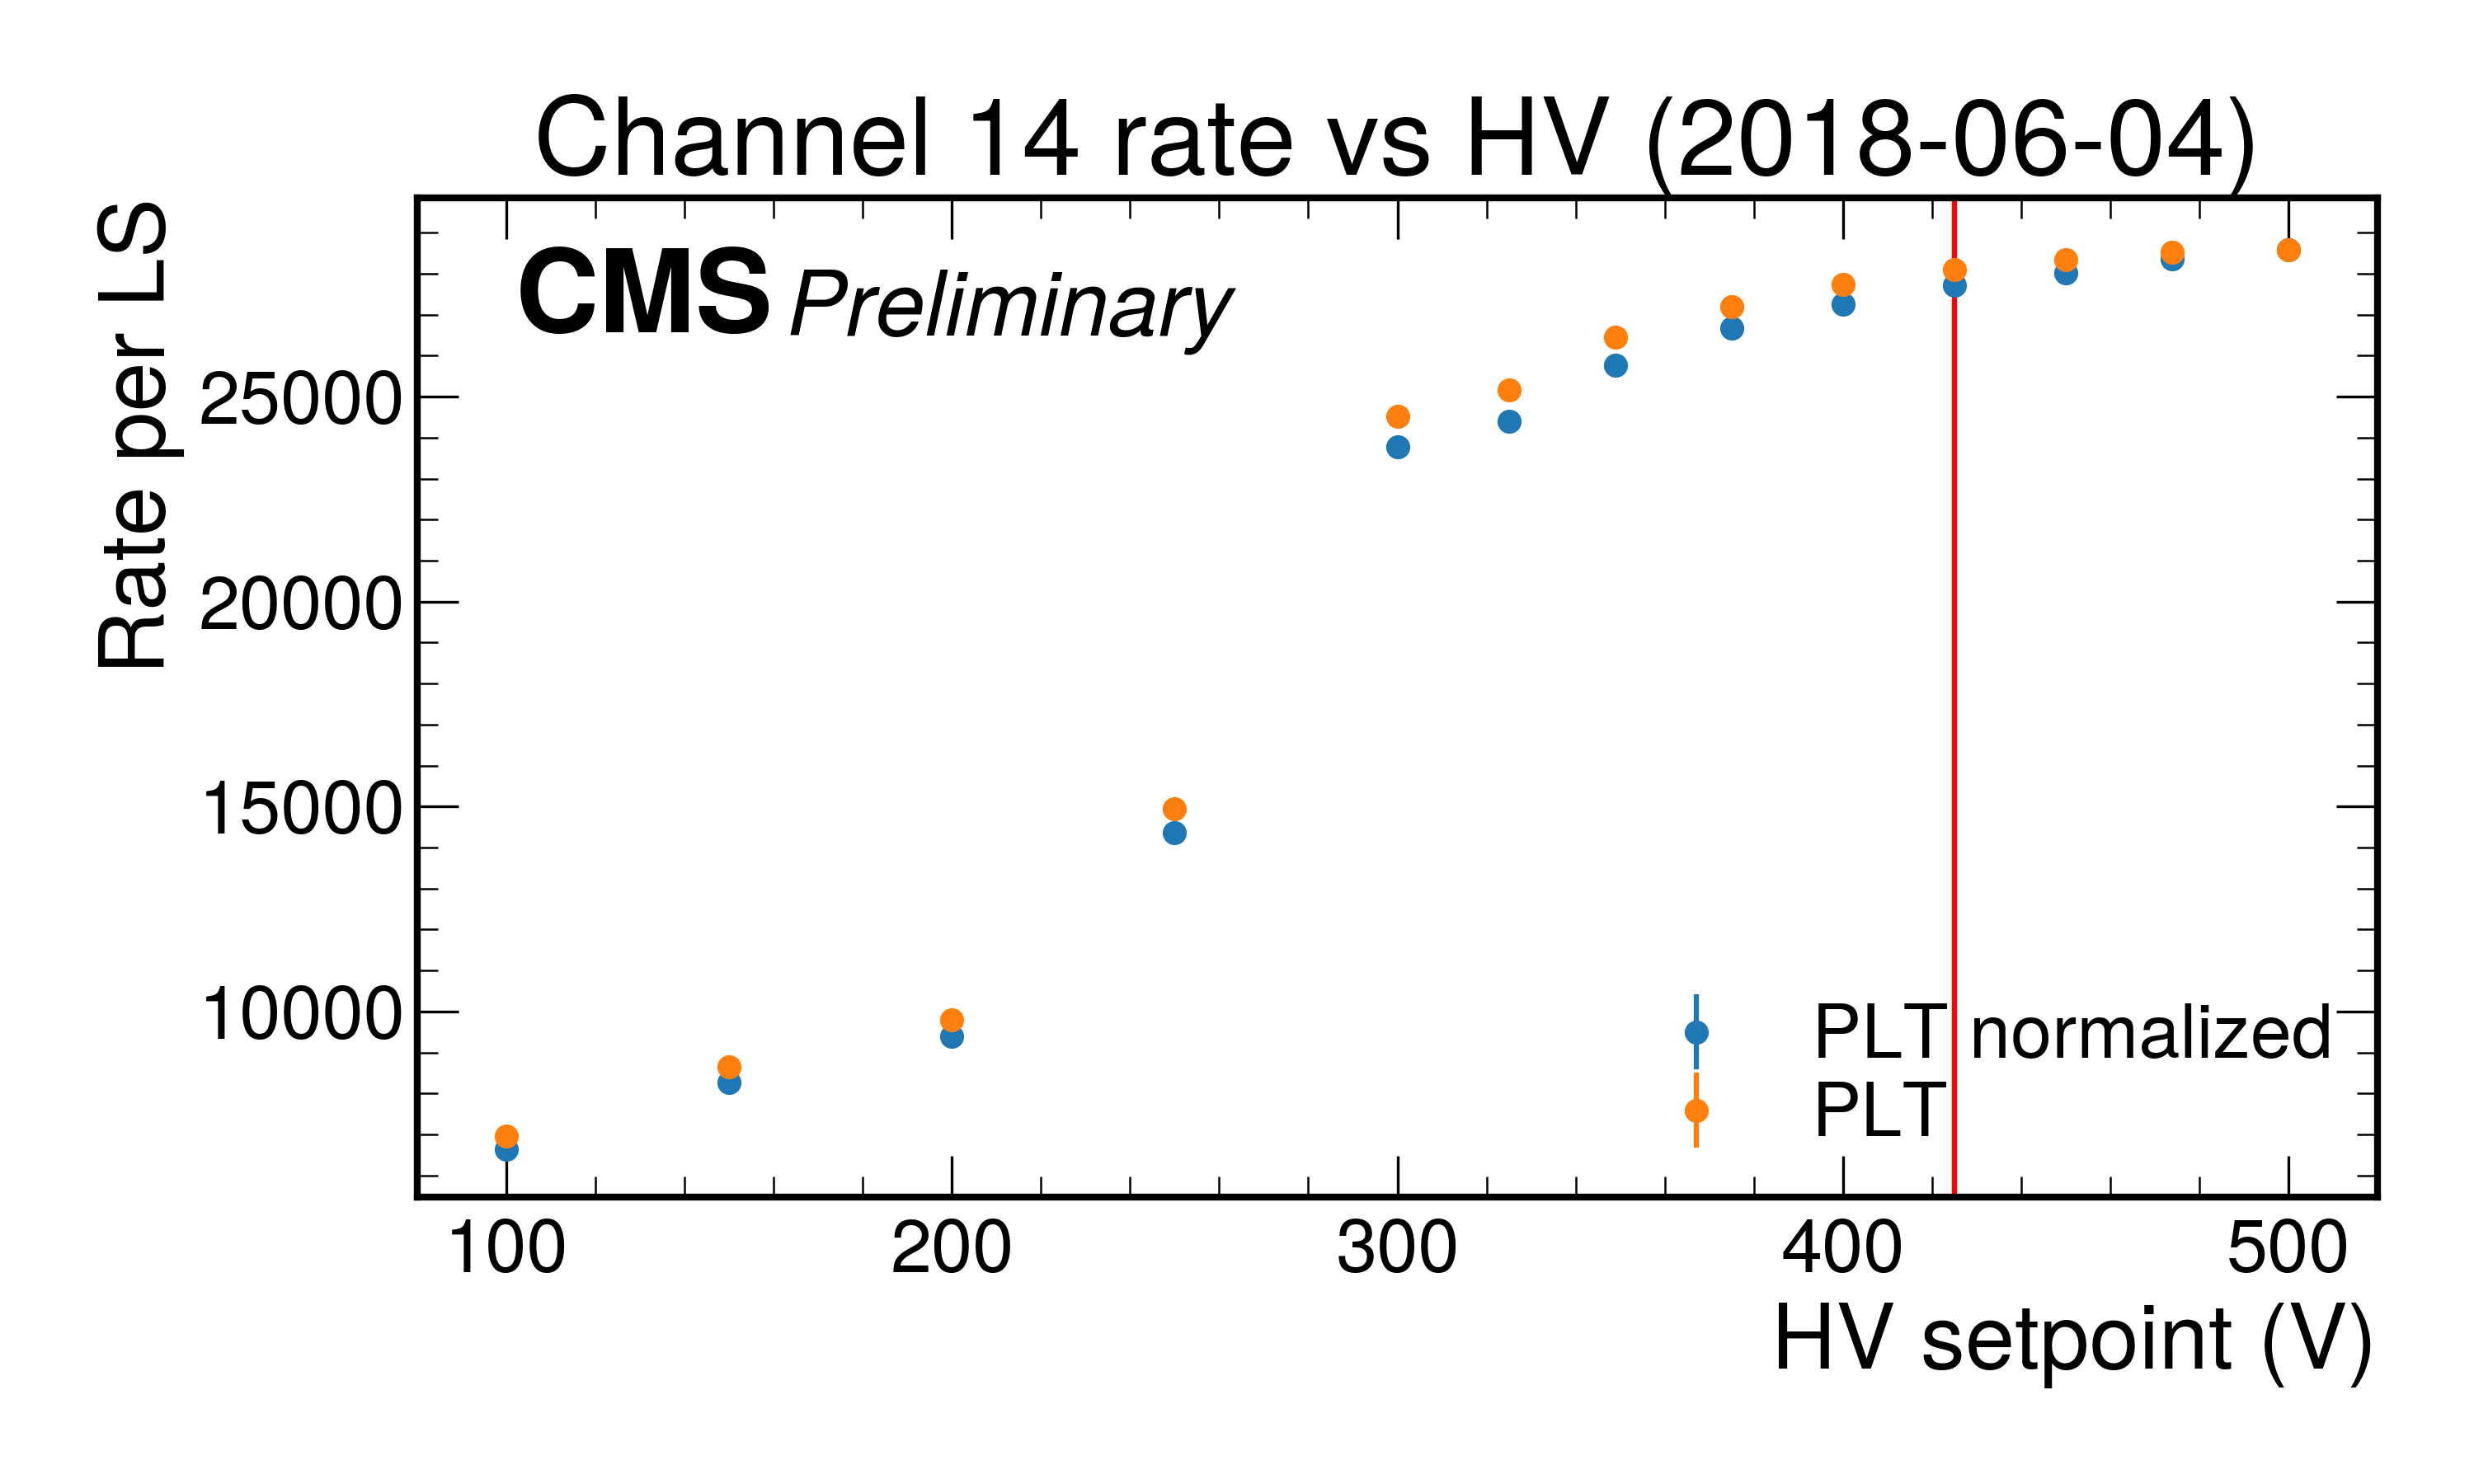 Channel 14 rate vs HV (2018-06-04)
CMS Preliminary
Rate per LS
25000
20000
15000
10000
PLT normalized
PLT
100 200 300 400 500
HV setpoint (V)